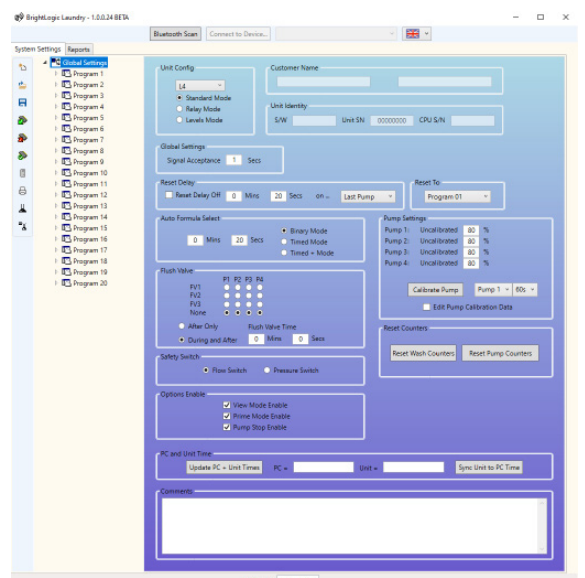 BrightLogic Laundry - 1.0.0.24 BETA
Bluetooth Scan Connect to Device...
System Settings Reports
Global Settings
Program 1
Program 2
Program 3
Program 4
Program 5
Program 6
Program 7
Program 8
Program 9
Program 10
Program 11
Program 12
Program 13
Program 14
Program 15
Program 16
Program 17
Program 18
Program 19
Program 20
Unit Config
L4
Standard Mode
Relay Mode
Levels Mode
Customer Name
Unit Identity
S/W Unit SN 00000000 CPU S/N
Global Settings
Signal Acceptance 1 Secs
Reset Delay
Reset Delay Off 0 Mins 20 Secs on .. Last Pump
Reset To
Program 01
Auto Formula Select
0 Mins 20 Secs
Binary Mode
Timed Mode
Timed + Mode
Pump Settings
Pump 1: Uncalibrated 80 %
Pump 2: Uncalibrated 80 %
Pump 3: Uncalibrated 80 %
Pump 4: Uncalibrated 80 %
Calibrate Pump Pump 1 60s
Edit Pump Calibration Data
Flush Valve
P1 P2 P3 P4
FV1
FV2
FV3
None
After Only Flush Valve Time
During and After 0 Mins 0 Secs
Reset Counters
Reset Wash Counters Reset Pump Counters
Safety Switch
Flow Switch Pressure Switch
Options Enable
View Mode Enable
Prime Mode Enable
Pump Stop Enable
PC and Unit Time
Update PC + Unit Times PC = Unit = Sync Unit to PC Time
Comments